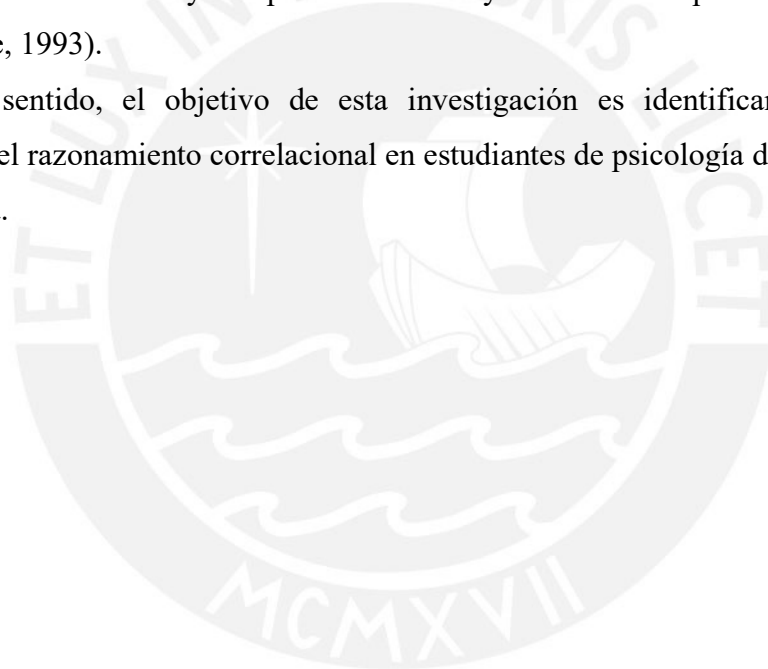 e, 1993).
sentido, el objetivo de esta investigación es identificar
el razonamiento correlacional en estudiantes de psicología d
ET LUX IN
BRIS LUCET
MCMXVII